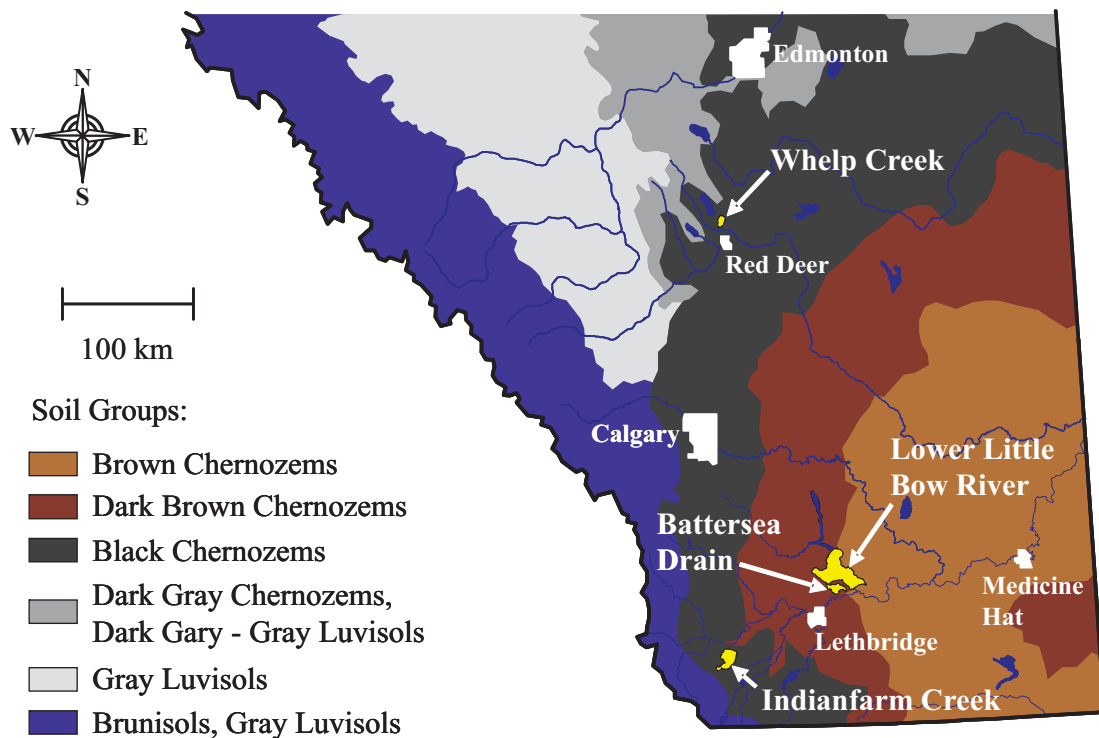 Edmonton
N
W
E
S
Whelp Creek
Red Deer
100 km
Soil Groups:
Brown Chernozems
Dark Brown Chernozems
Black Chernozems
Dark Gray Chernozems,
Dark Gary - Gray Luvisols
Gray Luvisols
Brunisols, Gray Luvisols
Calgary
Lower Little
Bow River
Battersea
Drain
Medicine
Hat
Lethbridge
Indianfarm Creek